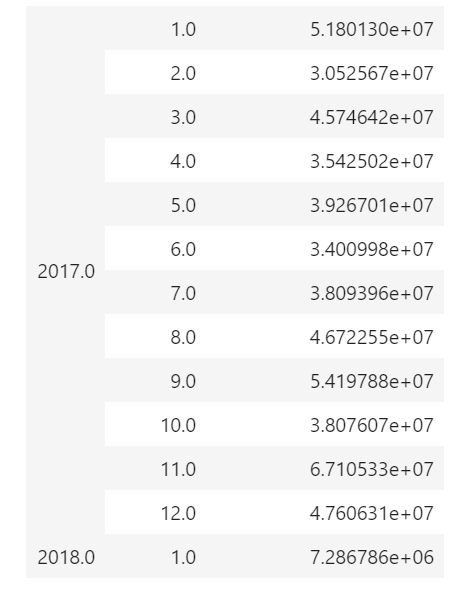 1.0 5.180130e+07
2.0 3.052567e+07
3.0 4.574642e+07
4.0 3.542502e+07
5.0 3.926701e+07
6.0 3.400998e+07
2017.0
7.0 3.809396e+07
8.0 4.672255e+07
9.0 5.419788e+07
10.0 3.807607e+07
11.0 6.710533e+07
12.0 4.760631e+07
2018.0 1.0 7.286786e+06